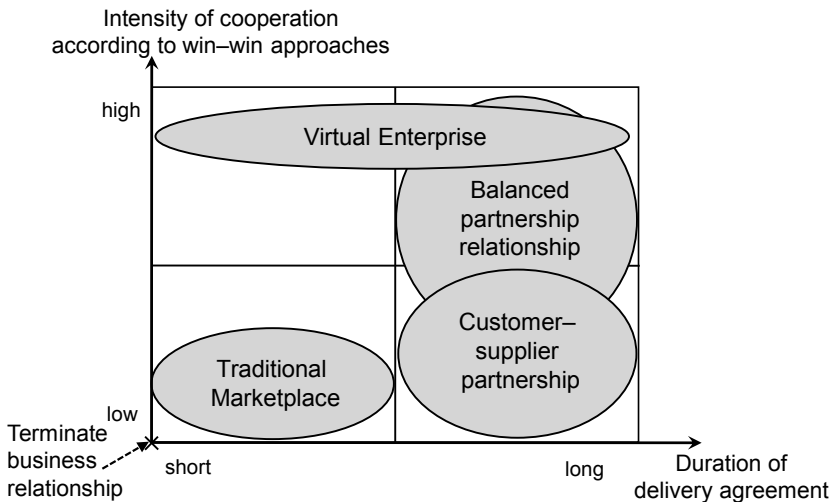 Intensity of cooperation
according to win–win approaches
high
Virtual Enterprise
Balanced
partnership
relationship
Customer–
supplier
partnership
Traditional
Marketplace
low
Terminate
business
relationship
short
long
Duration of
delivery agreement